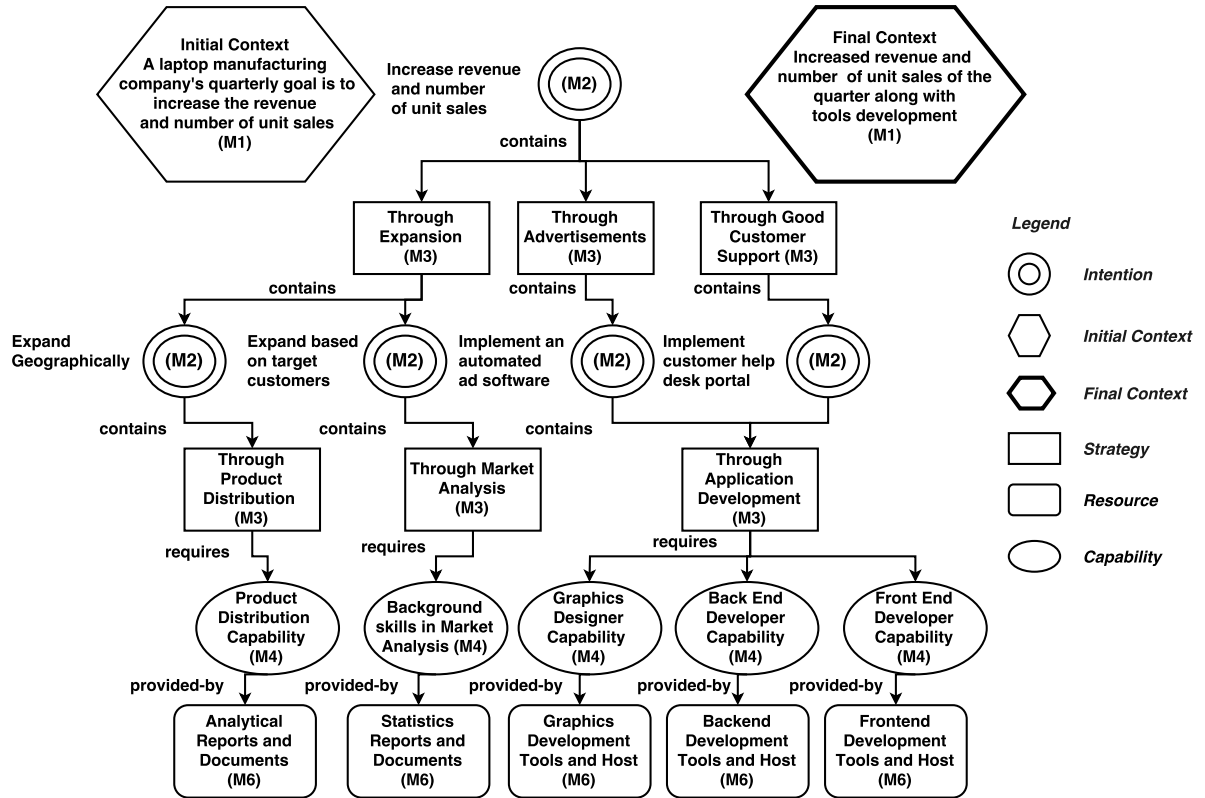 Initial Context
A laptop manufacturing
company's quarterly goal is to
increase the revenue
and number of unit sales
(M1)
Increase revenue
and number
of unit sales
(M2)
Final Context
Increased revenue and
number of unit sales of the
quarter along with
tools development
(M1)
contains
Through
Expansion
(M3)
Through
Advertisements
(M3)
Through Good
Customer
Support (M3)
Legend
Intention
Initial Context
Final Context
Strategy
Resource
Capability
contains
contains
contains
Expand
Geographically
(M2)
Expand based
on target
customers
(M2)
Implement an
automated
ad software
(M2)
Implement
customer help
desk portal
(M2)
contains
contains
contains
Through
Product
Distribution
(M3)
Through Market
Analysis
(M3)
Through
Application
Development
(M3)
requires
requires
requires
Product
Distribution
Capability
(M4)
Background
skills in Market
Analysis (M4)
Graphics
Designer
Capability
(M4)
Back End
Developer
Capability
(M4)
Front End
Developer
Capability
(M4)
provided-by
provided-by
provided-by
provided-by
provided-by
Analytical
Reports and
Documents
(M6)
Statistics
Reports and
Documents
(M6)
Graphics
Development
Tools and Host
(M6)
Backend
Development
Tools and Host
(M6)
Frontend
Development
Tools and Host
(M6)